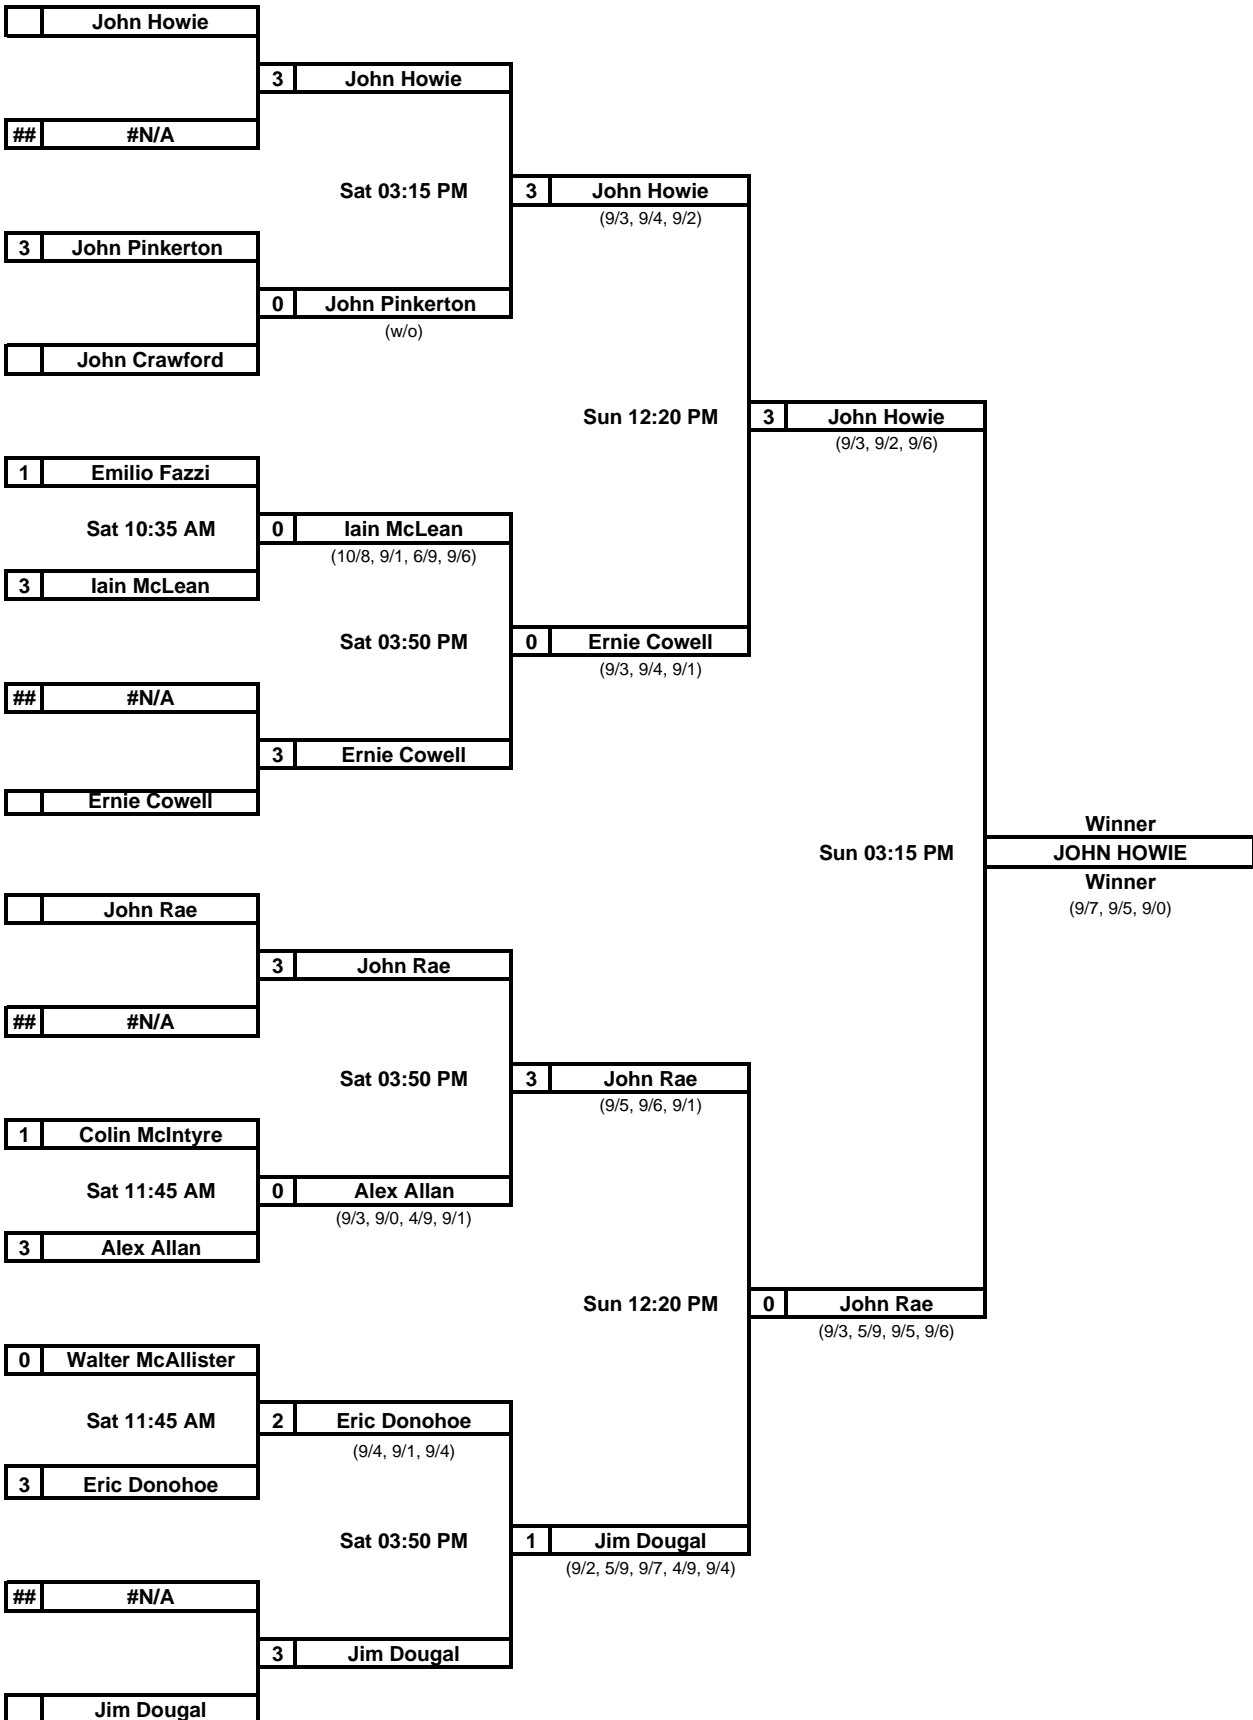 John Howie
3 John Howie
## #N/A
Sat 03:15 PM 3 John Howie
(9/3, 9/4, 9/2)
3 John Pinkerton
0 John Pinkerton
(w/o)
John Crawford
Sun 12:20 PM 3 John Howie
(9/3, 9/2, 9/6)
1 Emilio Fazzi
Sat 10:35 AM 0 Iain McLean
(10/8, 9/1, 6/9, 9/6)
3 Iain McLean
Sat 03:50 PM 0 Ernie Cowell
(9/3, 9/4, 9/1)
## #N/A
3 Ernie Cowell
Ernie Cowell
Winner
Sun 03:15 PM JOHN HOWIE
Winner
(9/7, 9/5, 9/0)
John Rae
3 John Rae
## #N/A
Sat 03:50 PM 3 John Rae
(9/5, 9/6, 9/1)
1 Colin McIntyre
Sat 11:45 AM 0 Alex Allan
(9/3, 9/0, 4/9, 9/1)
3 Alex Allan
Sun 12:20 PM 0 John Rae
(9/3, 5/9, 9/5, 9/6)
0 Walter McAllister
Sat 11:45 AM 2 Eric Donohoe
(9/4, 9/1, 9/4)
3 Eric Donohoe
Sat 03:50 PM 1 Jim Dougal
(9/2, 5/9, 9/7, 4/9, 9/4)
## #N/A
3 Jim Dougal
Jim Dougal